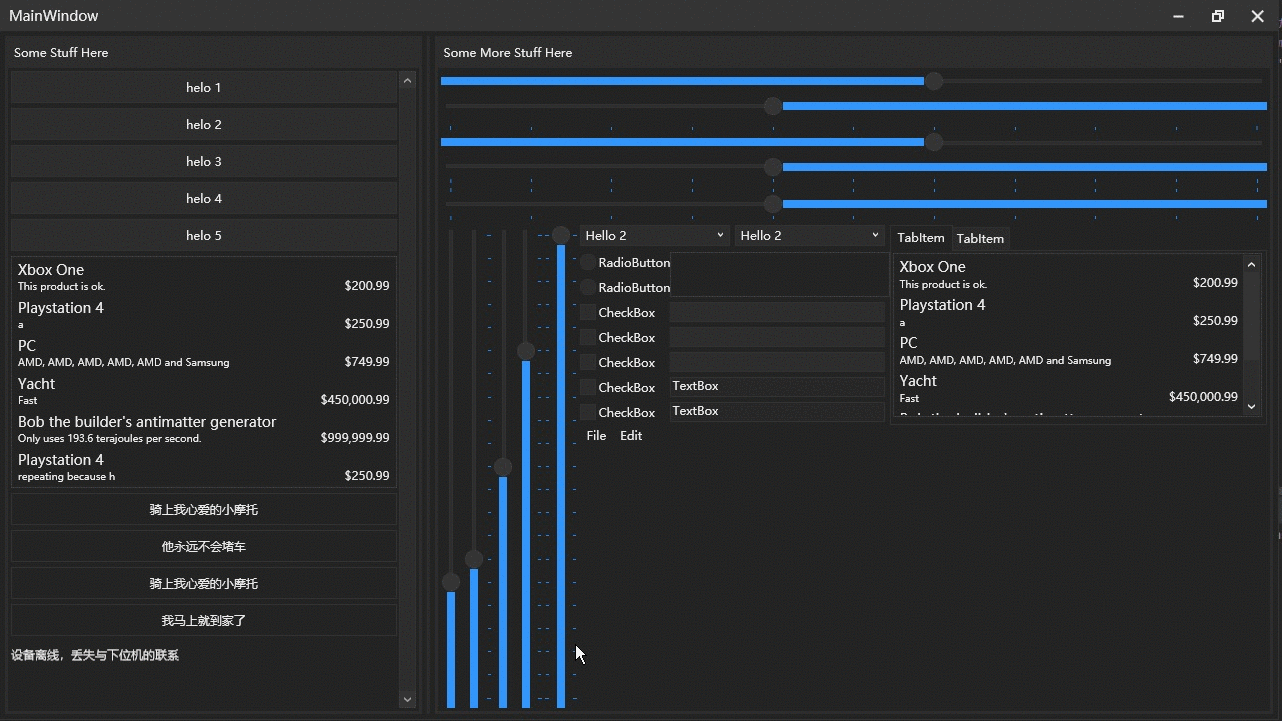 MainWindow
Some Stuff Here
helo 1
helo 2
helo 3
helo 4
helo 5
Xbox One
This product is ok.
$200.99
Playstation 4
a
$250.99
PC
AMD, AMD, AMD, AMD, AMD and Samsung
$749.99
Yacht
Fast
$450,000.99
Bob the builder's antimatter generator
Only uses 193.6 terajoules per second.
$999,999.99
Playstation 4
repeating because h
$250.99
骑上我心爱的小摩托
他永远不会堵车
骑上我心爱的小摩托
我马上就到家了
设备离线，丢失与下位机的联系
Some More Stuff Here
Hello 2
Hello 2
RadioButton
RadioButton
CheckBox
CheckBox
CheckBox
CheckBox
TextBox
CheckBox
TextBox
File Edit
TabItem
TabItem
Xbox One
This product is ok.
$200.99
Playstation 4
a
$250.99
PC
AMD, AMD, AMD, AMD, AMD and Samsung
$749.99
Yacht
Fast
$450,000.99